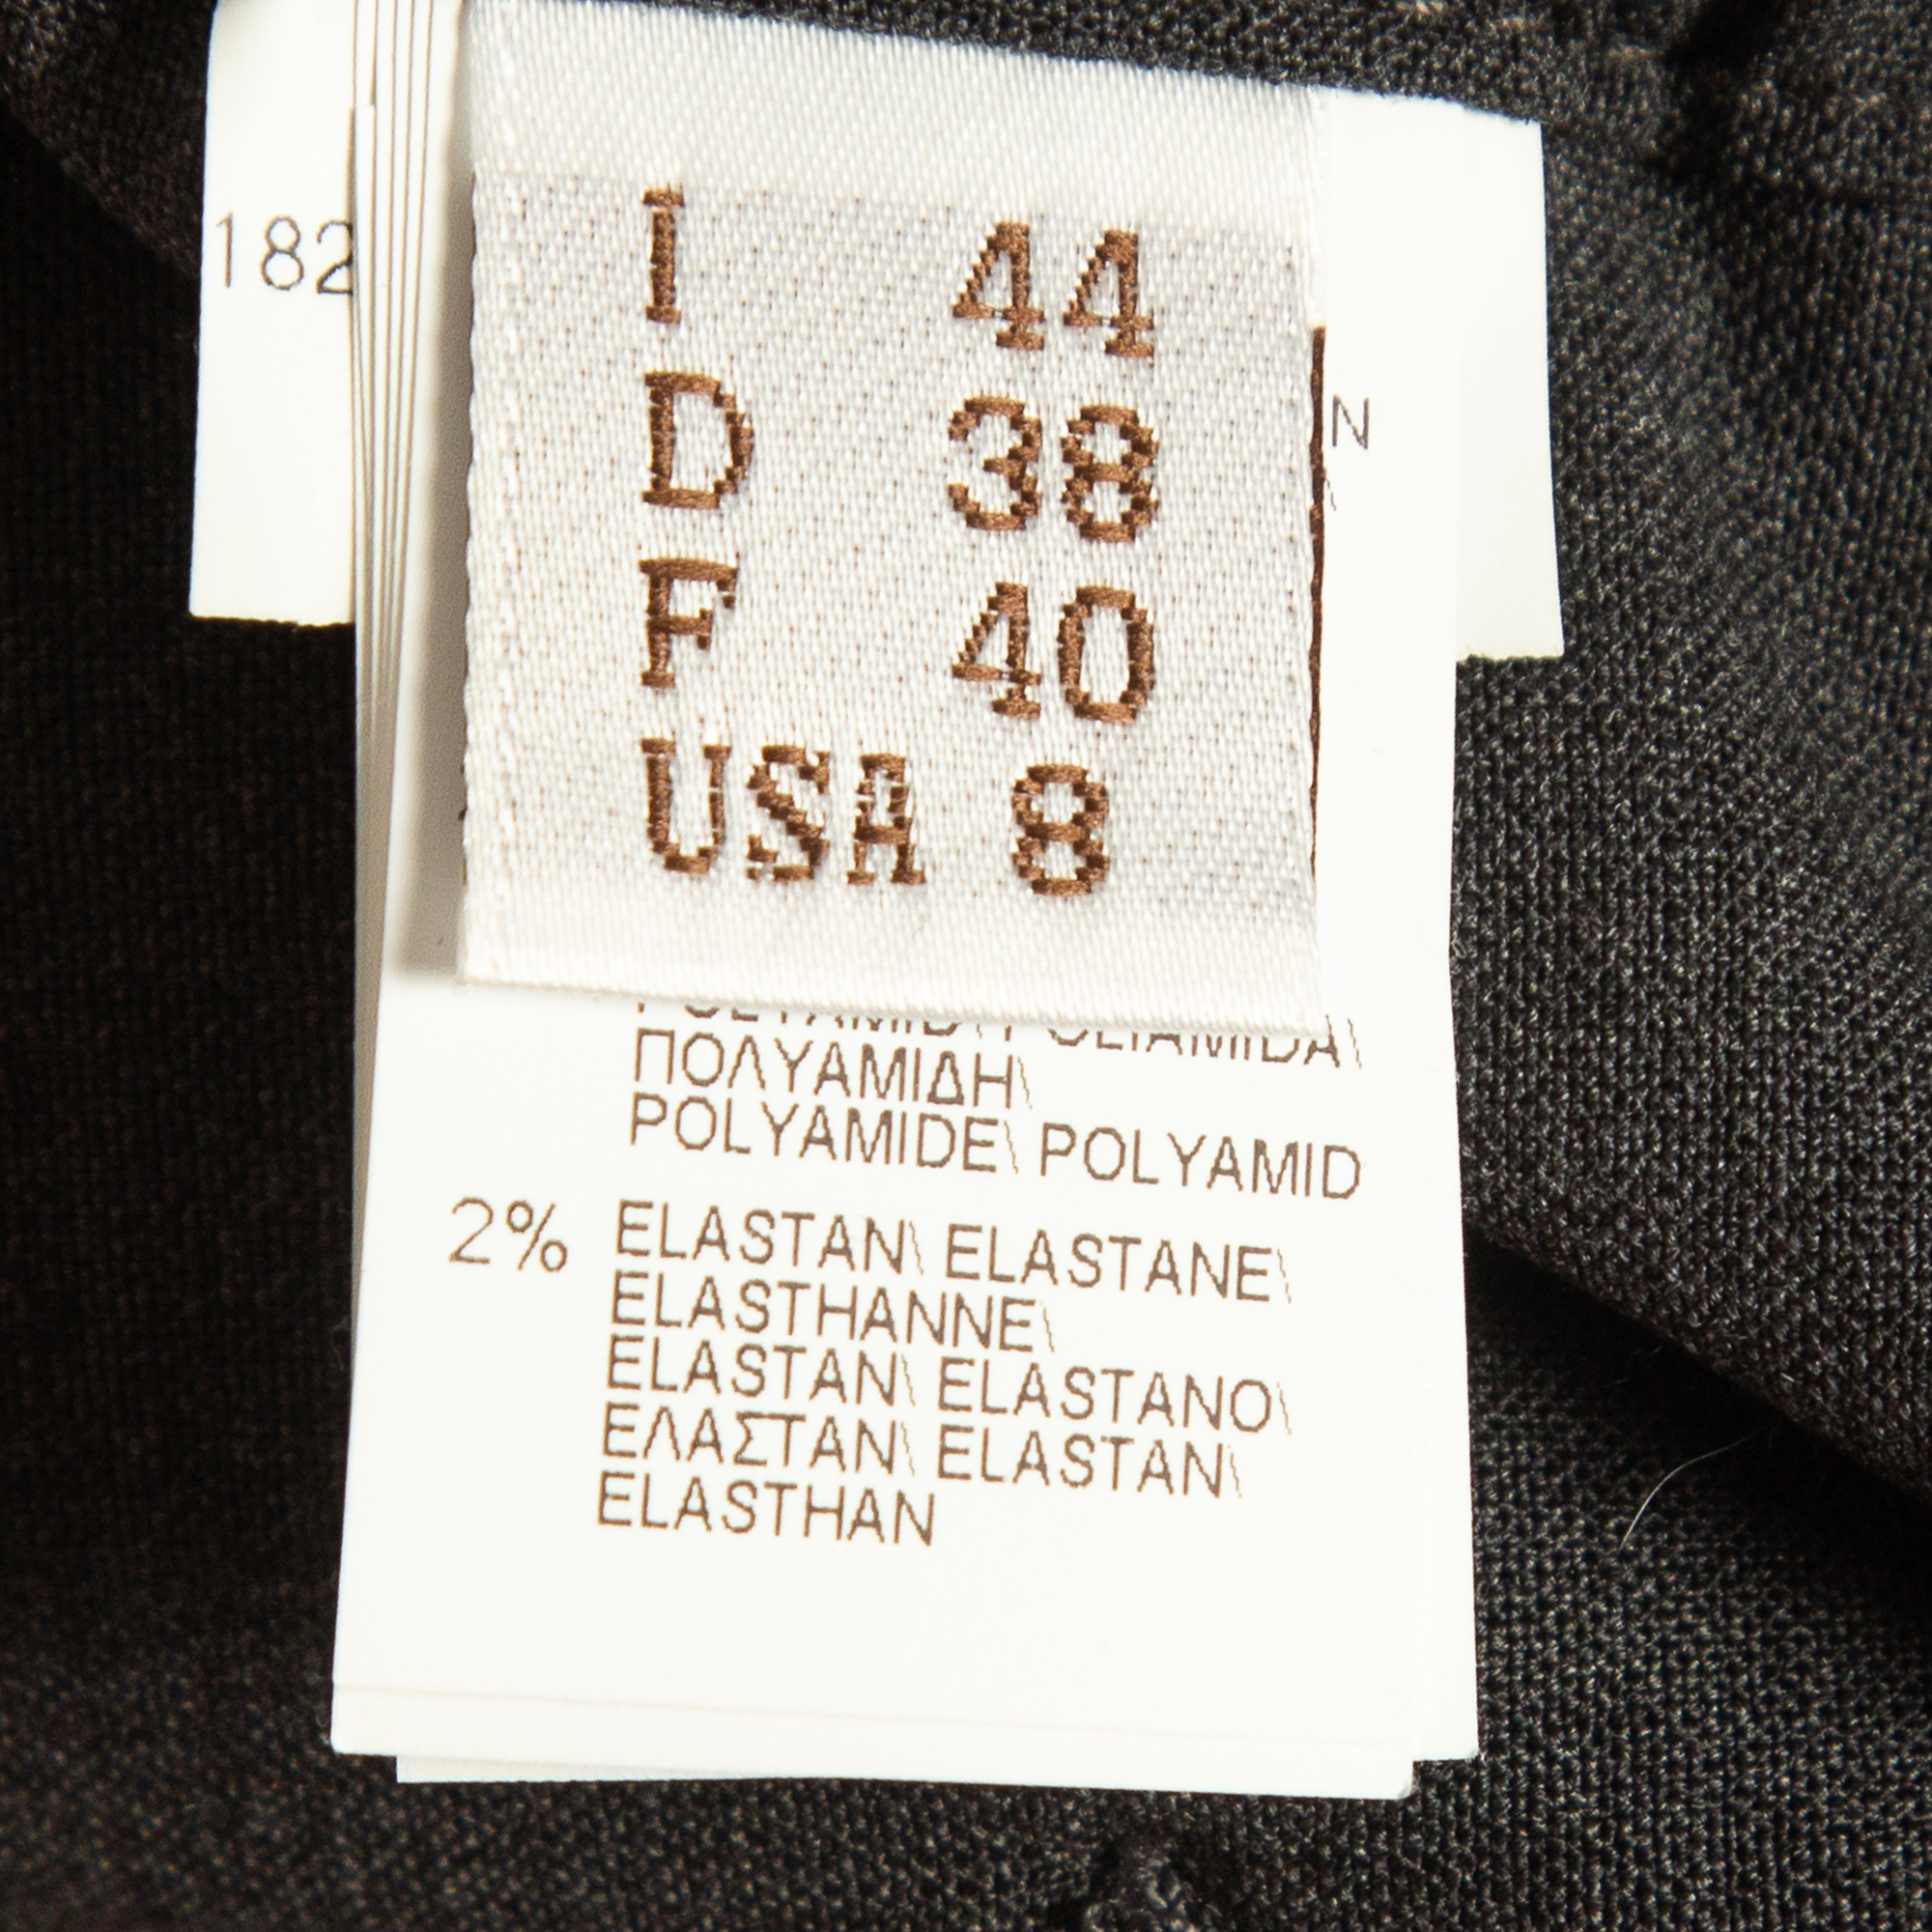 182
I 44
D 38
F 40
USA 8
N
ΠΟΛΥΑΜΙΔΗ\
POLYAMIDE\ POLYAMID
2% ELASTAN\ ELASTANE\
ELASTHANNE\
ELASTAN\ ELASTANO\
ΕΛΑΣΤΑΝ\ ELASTAN\
ELASTHAN